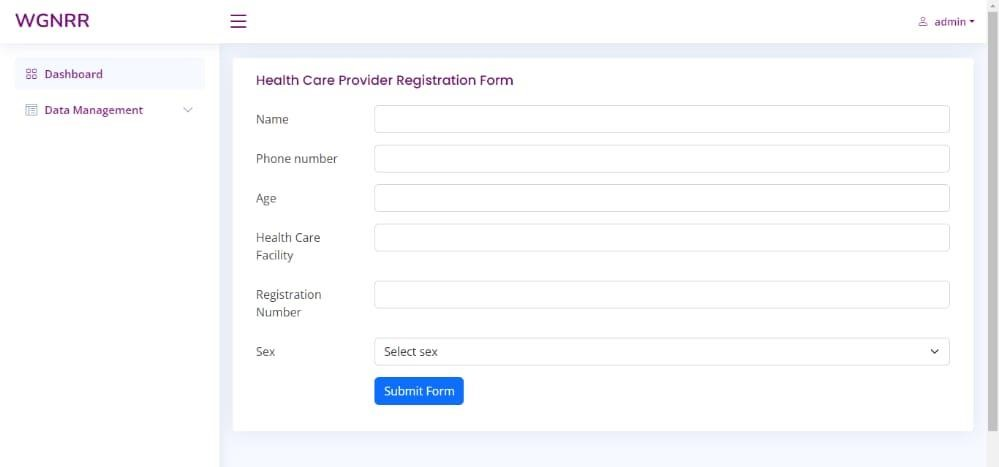 WGNRR
admin
Dashboard
Data Management
Health Care Provider Registration Form
Name
Phone number
Age
Health Care
Facility
Registration
Number
Sex
Select sex
Submit Form